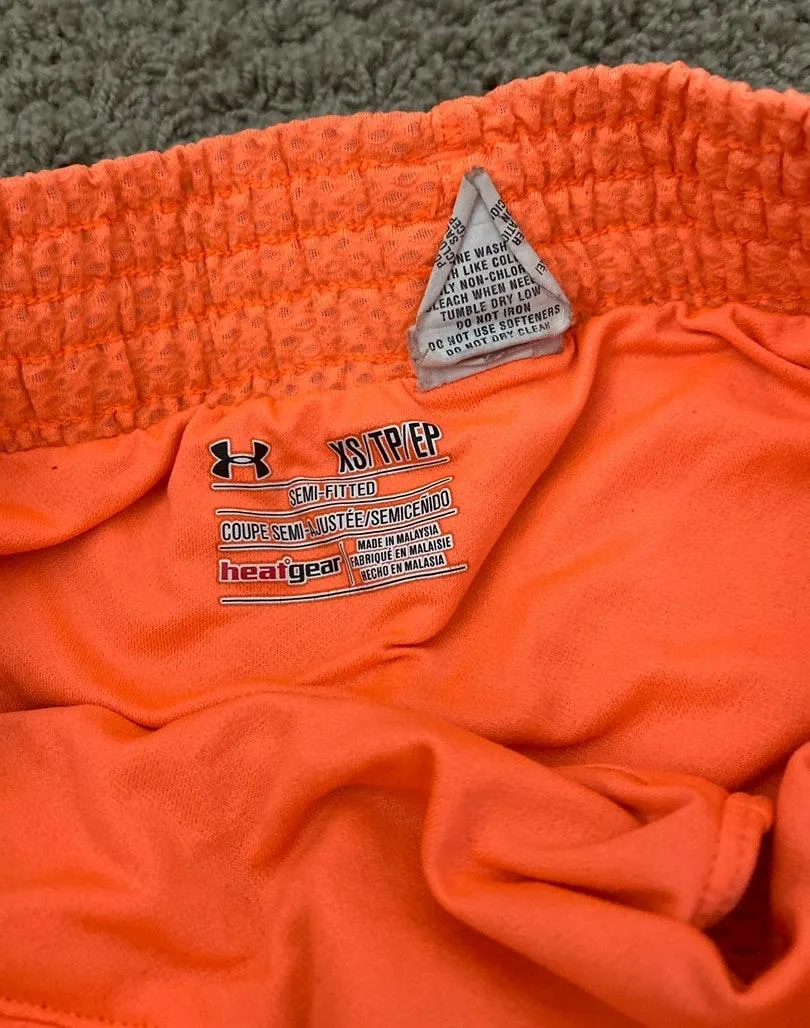 NE WASH
H LIKE COL
LY NON-CHLOR
LEACH WHEN NEE
TUMBLE DRY LOW
DO NOT IRON
DO NOT USE SOFTENERS
DO NOT DRY CLEAN
XS/TP/EP
SEMI-FITTED
COUPE SEMI-AJUSTÉE/SEMICEÑIDO
heatgear
MADE IN MALAYSIA
FABRIQUÉ EN MALAISIE
HECHO EN MALASIA